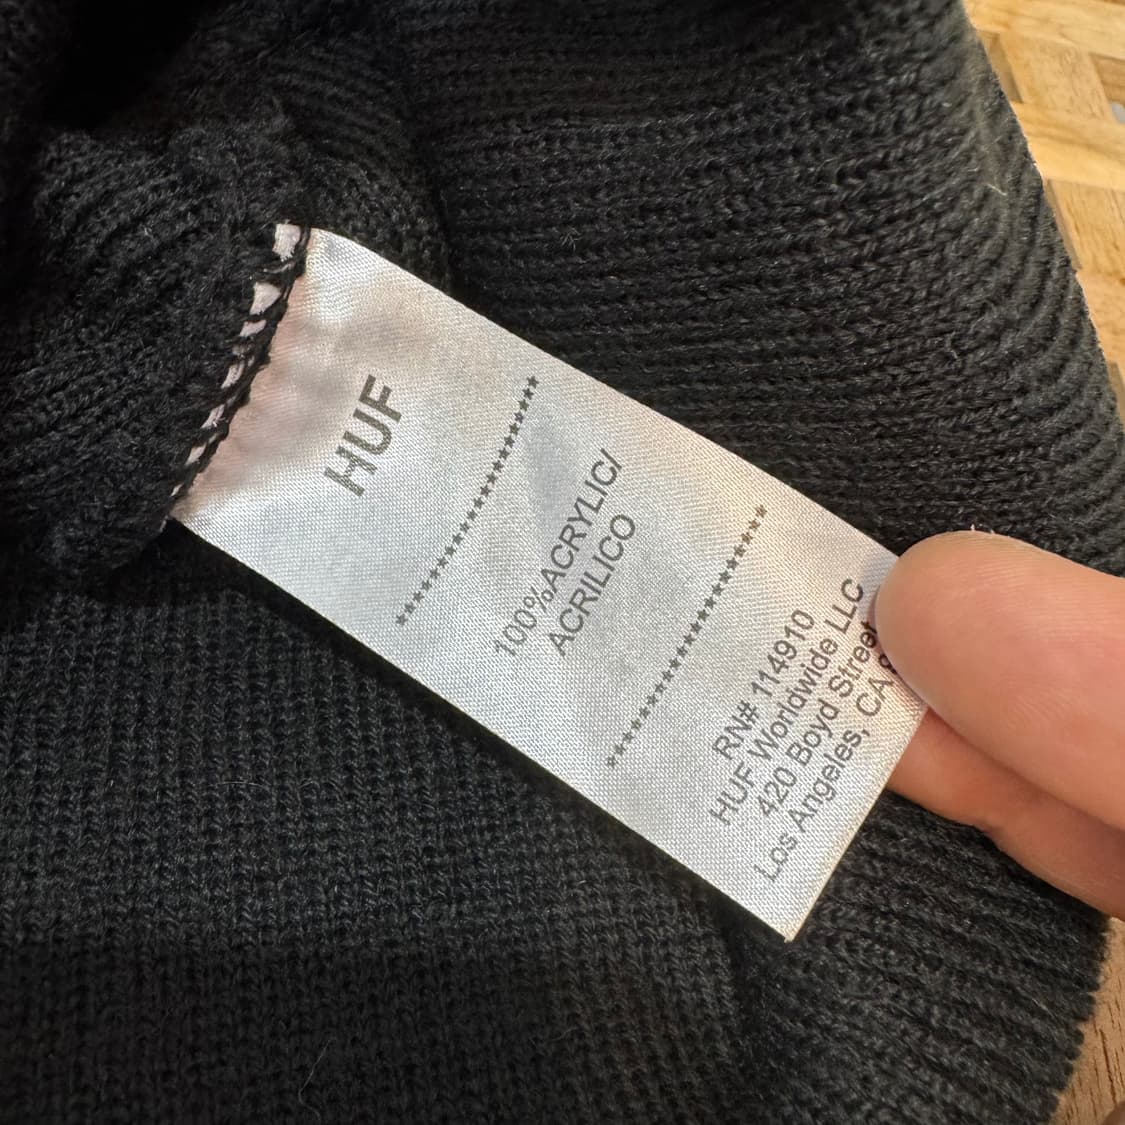 HUF
********************
100%ACRYLIC/
ACRILICO
********************
RN# 114910
HUF Worldwide LLC
420 Boyd Street
Los Angeles, CA